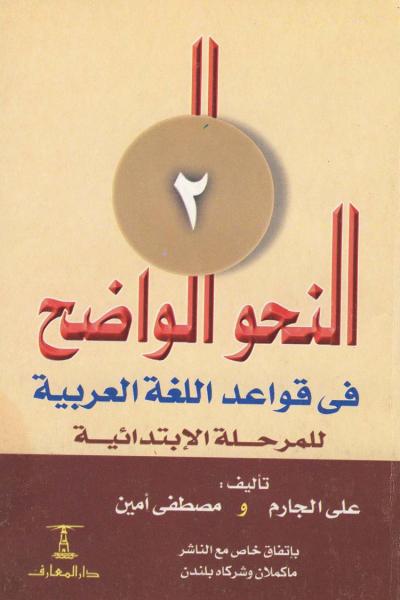 ٢
النحو الواضح
فى قواعد اللغة العربية
للمرحلة الإبتدائية
تأليف:
على الجارم و مصطفى أمين
بإتفاق خاص مع الناشر
ماكملان وشركاه بلندن
دار المعارف